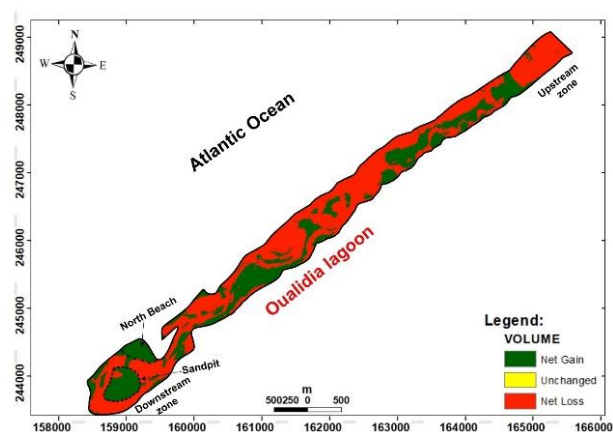 249000
248000
247000
246000
245000
244000
N
W
E
S
Atlantic Ocean
Upstream
zone
Oualidia lagoon
North Beach
Sandpit
Downstream
zone
m
500250 0 500
Legend:
VOLUME
Net Gain
Unchanged
Net Loss
158000 159000 160000 161000 162000 163000 164000 165000 166000